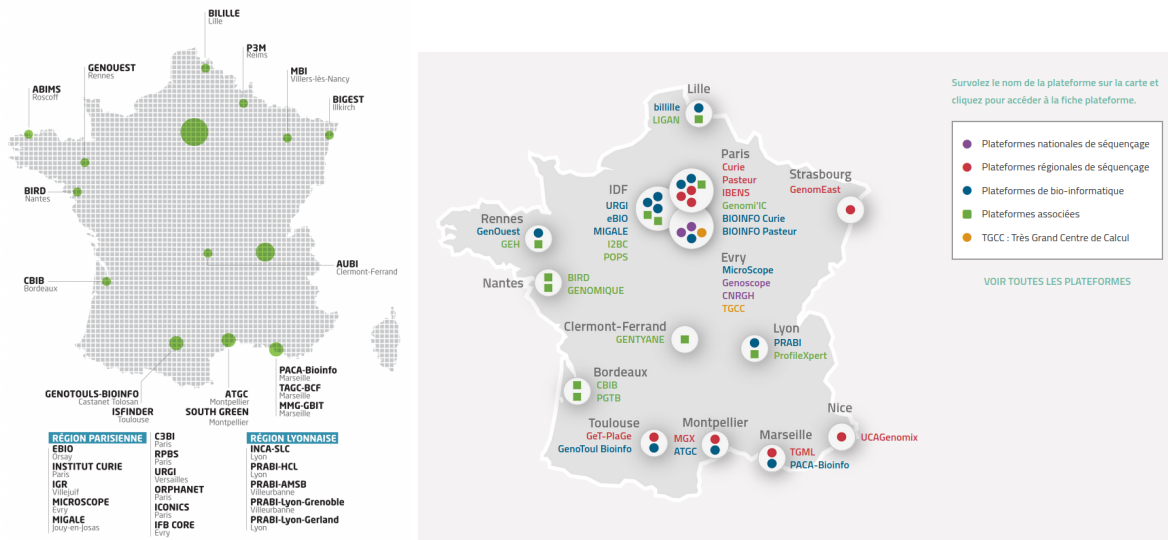 BILILLE
Lille
P3M
Reims
GENOUEST
Rennes
MBI
Villers-lès-Nancy
ABIMS
Roscoff
BIGEST
Illkirch
BIRD
Nantes
AUBI
Clermont-Ferrand
CBIB
Bordeaux
PACA-Bioinfo
Marseille
TAGC-BCF
Marseille
MMG-GBIT
Marseille
GENOTOULS-BIOINFO
Castanet Tolosan
ISFINDER
Toulouse
ATGC
Montpellier
SOUTH GREEN
Montpellier
RÉGION PARISIENNE
EBIO
Orsay
INSTITUT CURIE
Paris
IGR
Villejuif
MICROSCOPE
Evry
MIGALE
Jouy-en-Josas
C3BI
Paris
RPBS
Paris
URGI
Versailles
ORPHANET
Paris
ICONICS
Paris
IFB CORE
Evry
RÉGION LYONNAISE
INCA-SLC
Lyon
PRABI-HCL
Lyon
PRABI-AMSB
Villeurbanne
PRABI-Lyon-Grenoble
Villeurbanne
PRABI-Lyon-Gerland
Lyon
Lille
billille
LIGAN
Paris
Curie
Pasteur
IBENS
Genomi'IC
BIOINFO Curie
BIOINFO Pasteur
Strasbourg
GenomEast
IDF
URGI
eBIO
MIGALE
I2BC
POPS
Rennes
GenOuest
GEH
Evry
MicroScope
Genoscope
CNRGH
TGCC
Nantes
BIRD
GENOMIQUE
Clermont-Ferrand
GENTYANE
Lyon
PRABI
ProfileXpert
Bordeaux
CBIB
PGTB
Toulouse
GeT-PlaGe
GenoToul Bioinfo
Montpellier
MGX
ATGC
Marseille
TGML
PACA-Bioinfo
Nice
UCAGenomix
Survolez le nom de la plateforme sur la carte et
cliquez pour accéder à la fiche plateforme.
Plateformes nationales de séquençage
Plateformes régionales de séquençage
Plateformes de bio-informatique
Plateformes associées
TGCC : Très Grand Centre de Calcul
VOIR TOUTES LES PLATEFORMES